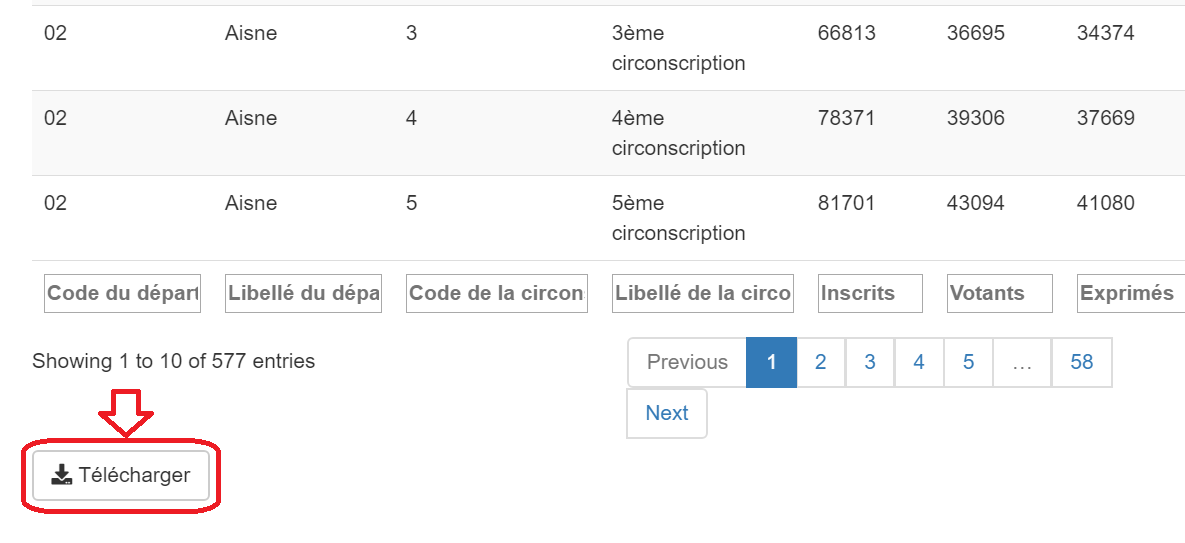 02 Aisne 3 3ème 66813 36695 34374
circonscription
02 Aisne 4 4ème 78371 39306 37669
circonscription
02 Aisne 5 5ème 81701 43094 41080
circonscription
Code du départ Libellé du dépa Code de la circon Libellé de la circo Inscrits Votants Exprimés
Showing 1 to 10 of 577 entries
Previous 1 2 3 4 5 … 58
Next
Télécharger